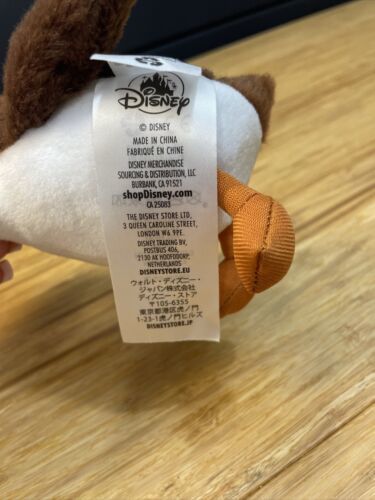 Disney
© DISNEY
MADE IN CHINA
FABRIQUÉ EN CHINE
DISNEY MERCHANDISE
SOURCING & DISTRIBUTION, LLC
BURBANK, CA 91521
shopDisney.com
CA 25083
THE DISNEY STORE LTD,
3 QUEEN CAROLINE STREET,
LONDON W6 9PE.
DISNEY TRADING BV,
POSTBUS 406,
2130 AK HOOFDDORP,
NETHERLANDS
DISNEYSTORE.EU
ウォルト・ディズニー・
ジャパン株式会社
ディズニー・ストア
〒105-6355
東京都港区虎ノ門
1-23-1虎ノ門ヒルズ
DISNEYSTORE.JP